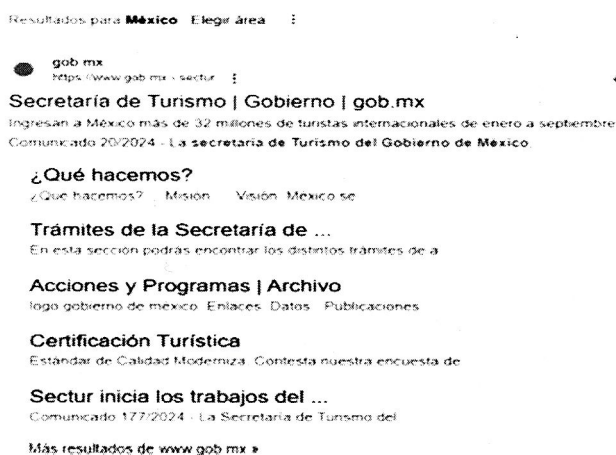 Resultados para México Elegir área
gob mx
https://www.gob.mx › sectur
Secretaría de Turismo | Gobierno | gob.mx
Ingresan a México más de 32 millones de turistas internacionales de enero a septiembre
Comunicado 20/2024 - La secretaria de Turismo del Gobierno de México
¿Qué hacemos?
¿Qué hacemos? Misión Visión México se
Trámites de la Secretaría de ...
En esta sección podrás encontrar los distintos trámites de a
Acciones y Programas | Archivo
logo gobierno de méxico Enlaces Datos Publicaciones
Certificación Turística
Estándar de Calidad Moderniza Contesta nuestra encuesta de
Sectur inicia los trabajos del ...
Comunicado 177/2024 - La Secretaría de Turismo del
Más resultados de www gob mx »